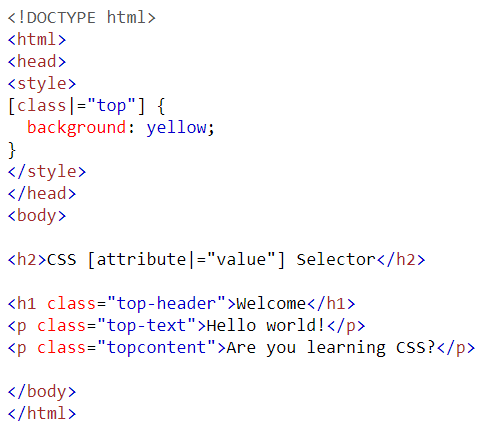 <!DOCTYPE html>
<html>
<head>
<style>
[class|="top"] {
  background: yellow;
}
</style>
</head>
<body>

<h2>CSS [attribute|="value"] Selector</h2>

<h1 class="top-header">Welcome</h1>
<p class="top-text">Hello world!</p>
<p class="topcontent">Are you learning CSS?</p>

</body>
</html>